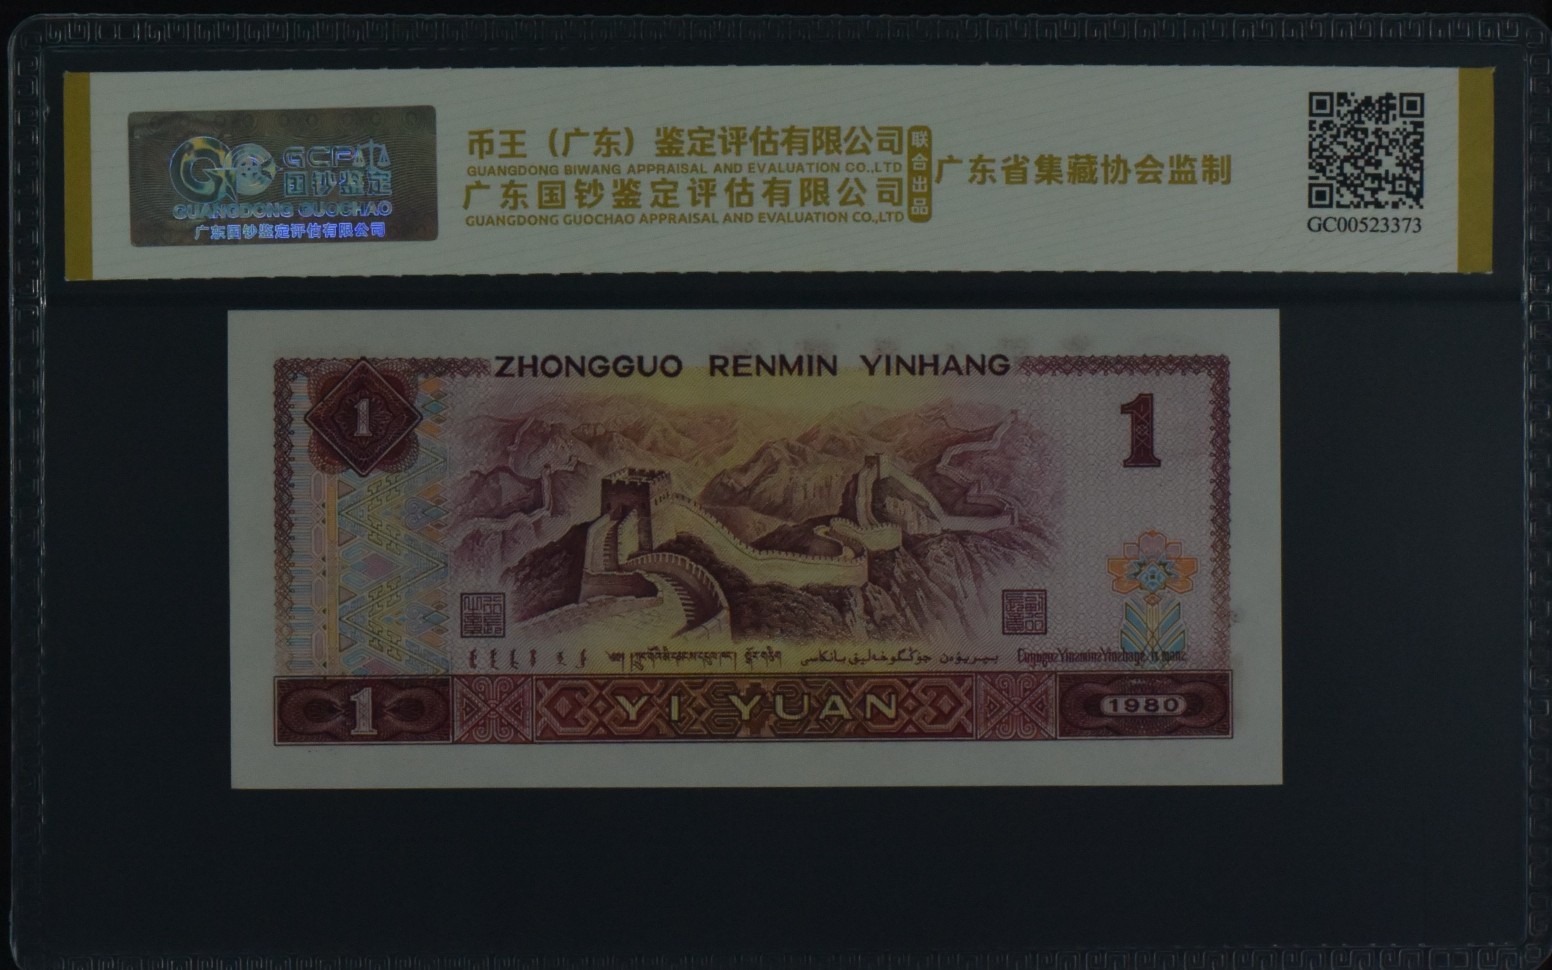 GCP
国钞鉴定
GUANGDONG GUOCHAO
广东国钞鉴定评估有限公司
币王（广东）鉴定评估有限公司
GUANGDONG BIWANG APPRAISAL AND EVALUATION CO.,LTD
广东国钞鉴定评估有限公司
GUANGDONG GUOCHAO APPRAISAL AND EVALUATION CO.,LTD
联合出品
广东省集藏协会监制
GC00523373
ZHONGGUO RENMIN YINHANG
1
1
1
YI YUAN
1980